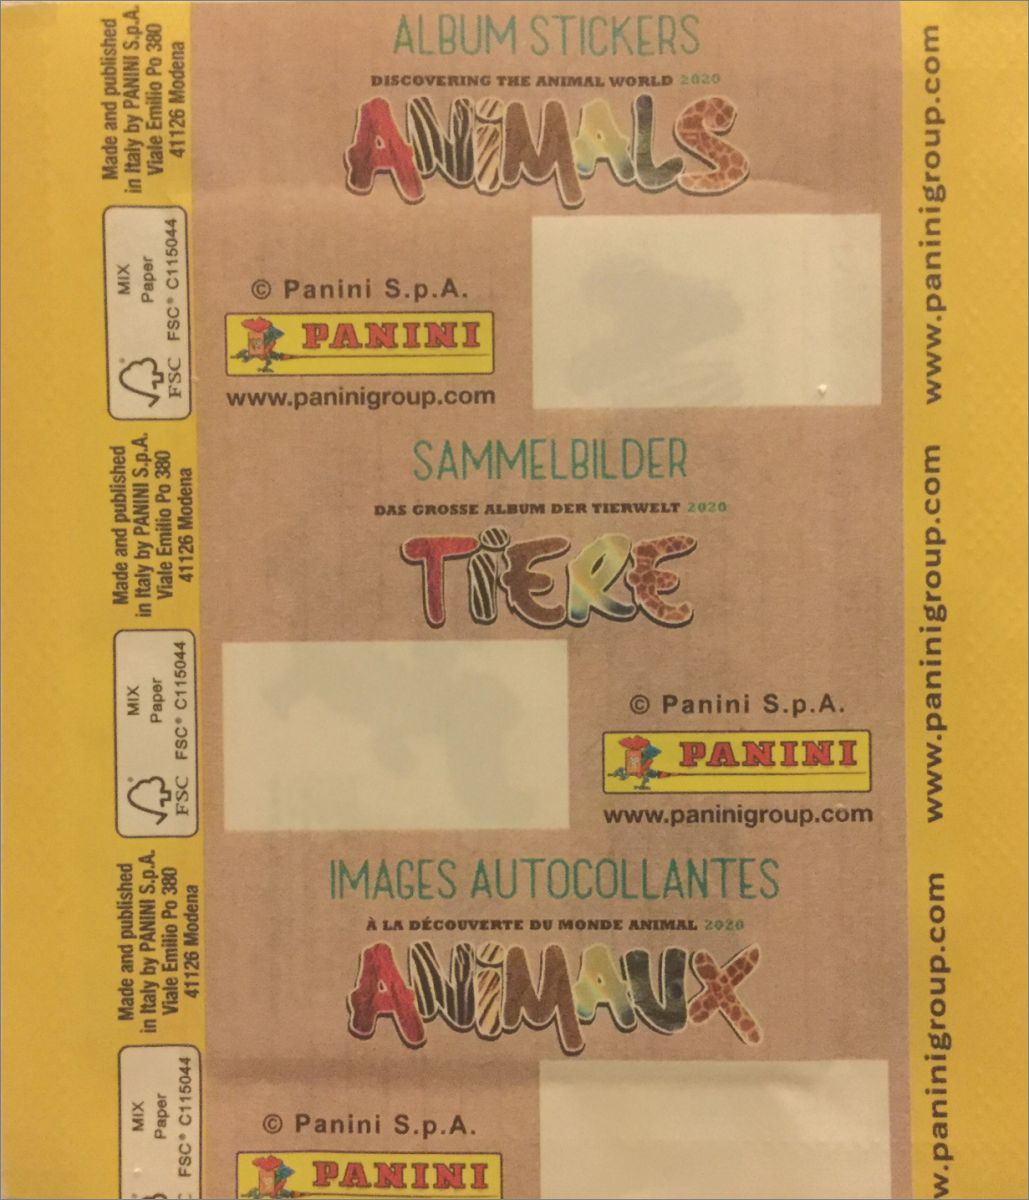 ALBUM STICKERS
DISCOVERING THE ANIMAL WORLD 2020
ANIMALS
© Panini S.p.A.
PANINI
www.paninigroup.com
SAMMELBILDER
DAS GROSSE ALBUM DER TIERWELT 2020
TIERE
© Panini S.p.A.
PANINI
www.paninigroup.com
IMAGES AUTOCOLLANTES
À LA DÉCOUVERTE DU MONDE ANIMAL 2020
ANIMAUX
© Panini S.p.A.
PANINI
Made and published
in Italy by PANINI S.p.A.
Viale Emilio Po 380
41126 Modena
MIX
Paper
FSC® C115044
FSC
Made and published
in Italy by PANINI S.p.A.
Viale Emilio Po 380
41126 Modena
MIX
Paper
FSC® C115044
FSC
Made and published
in Italy by PANINI S.p.A.
Viale Emilio Po 380
41126 Modena
MIX
Paper
FSC® C115044
www.paninigroup.com
www.paninigroup.com
w.paninigroup.com